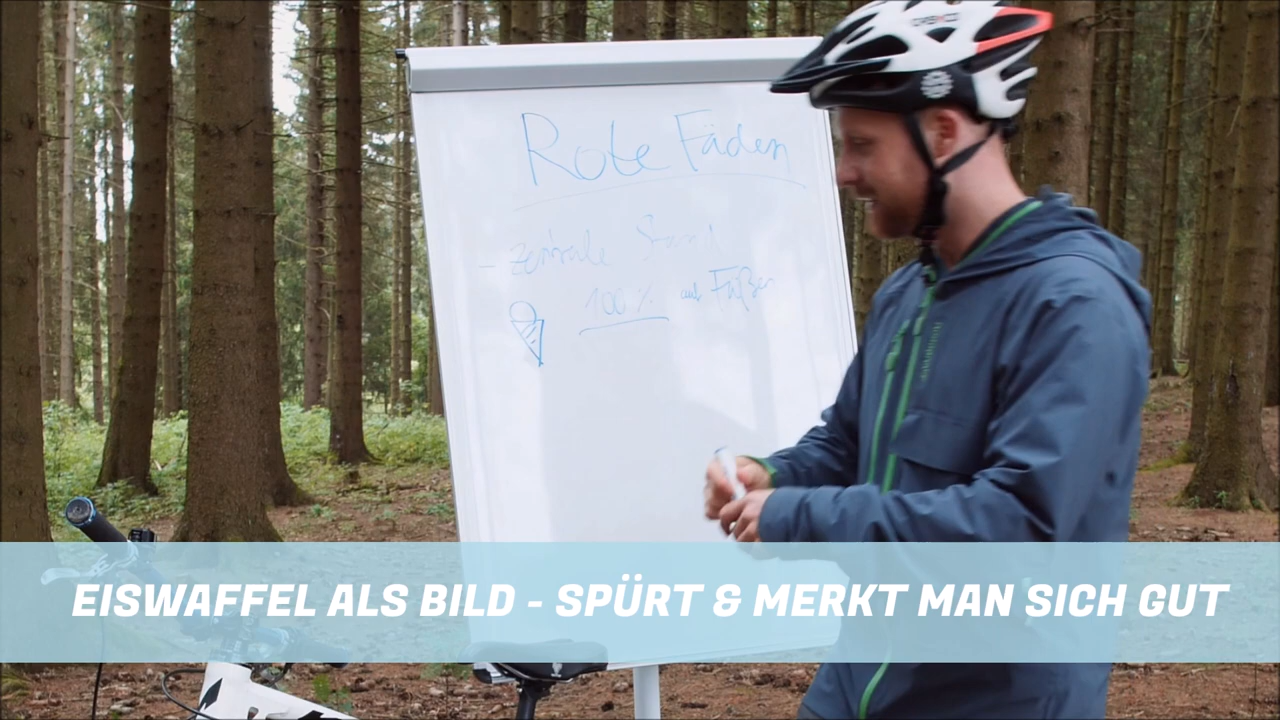 Rote Fäden
- zentrale Stand
100% auf Füßen
EISWAFFEL ALS BILD - SPÜRT & MERKT MAN SICH GUT